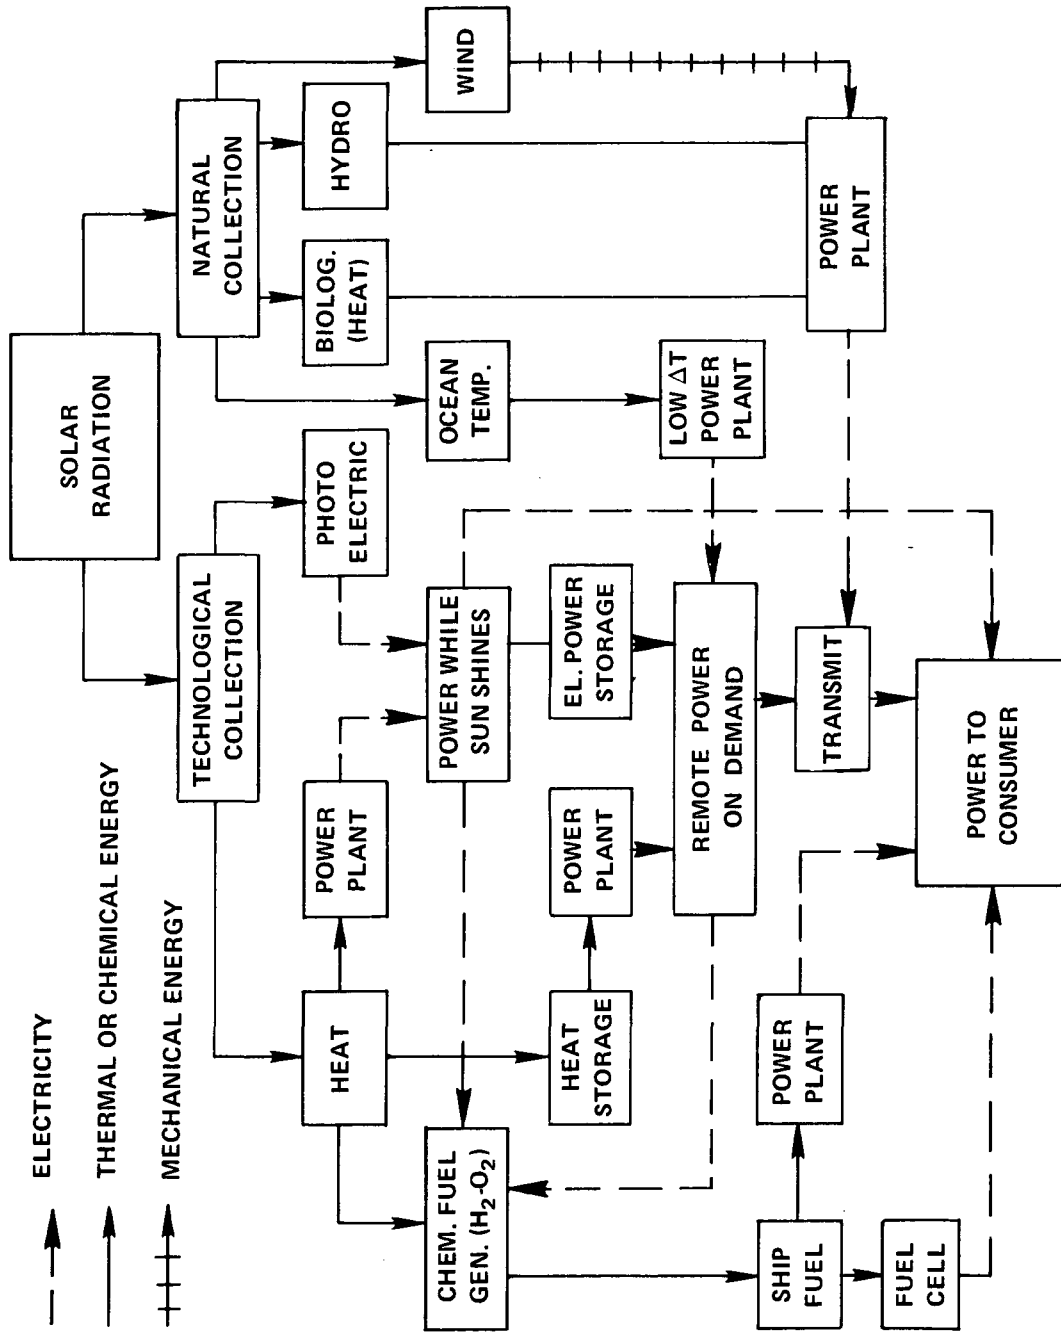 ELECTRICITY
THERMAL OR CHEMICAL ENERGY
MECHANICAL ENERGY
SOLAR
RADIATION
TECHNOLOGICAL
COLLECTION
NATURAL
COLLECTION
HEAT
POWER
PLANT
PHOTO
ELECTRIC
BIOLOG.
(HEAT)
HYDRO
CHEM. FUEL
GEN. (H₂-O₂)
POWER WHILE
SUN SHINES
OCEAN
TEMP.
WIND
HEAT
STORAGE
POWER
PLANT
EL. POWER
STORAGE
REMOTE POWER
ON DEMAND
LOW ΔT
POWER
PLANT
SHIP
FUEL
POWER
PLANT
TRANSMIT
POWER
PLANT
FUEL
CELL
POWER TO
CONSUMER